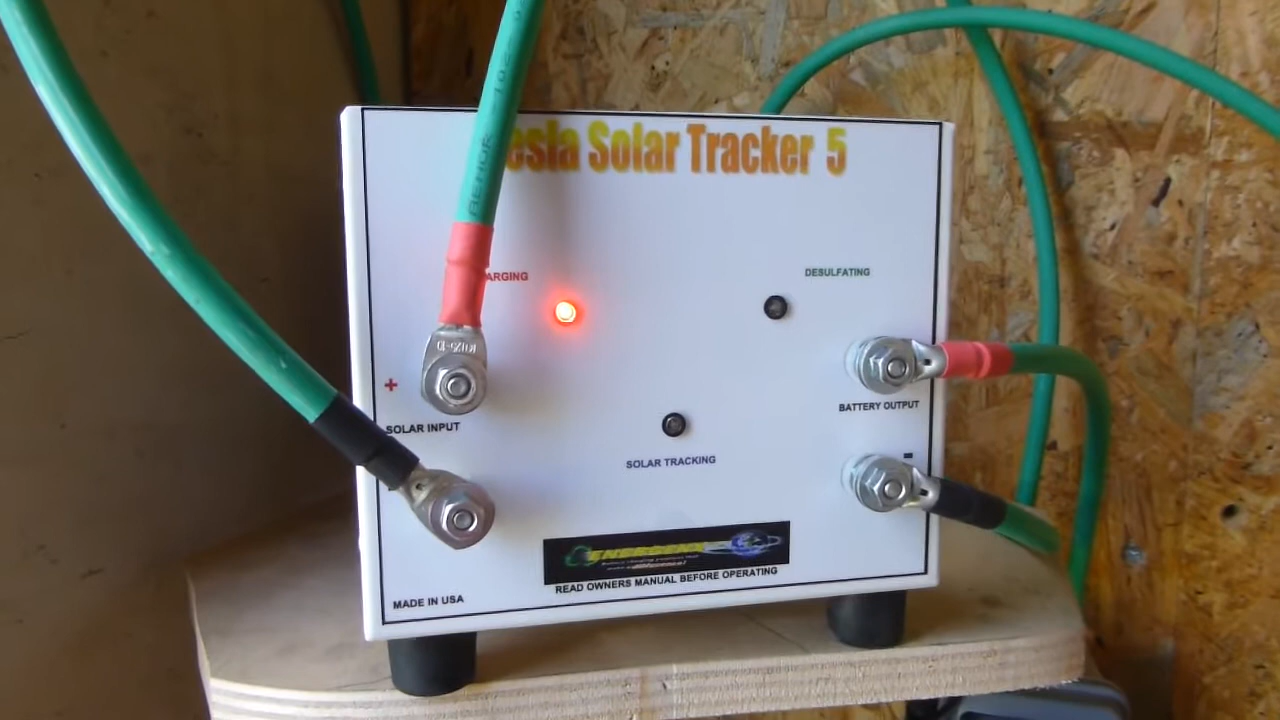 esla Solar Tracker 5
ARGING
DESULFATING
+
SOLAR INPUT
BATTERY OUTPUT
-
SOLAR TRACKING
READ OWNERS MANUAL BEFORE OPERATING
MADE IN USA